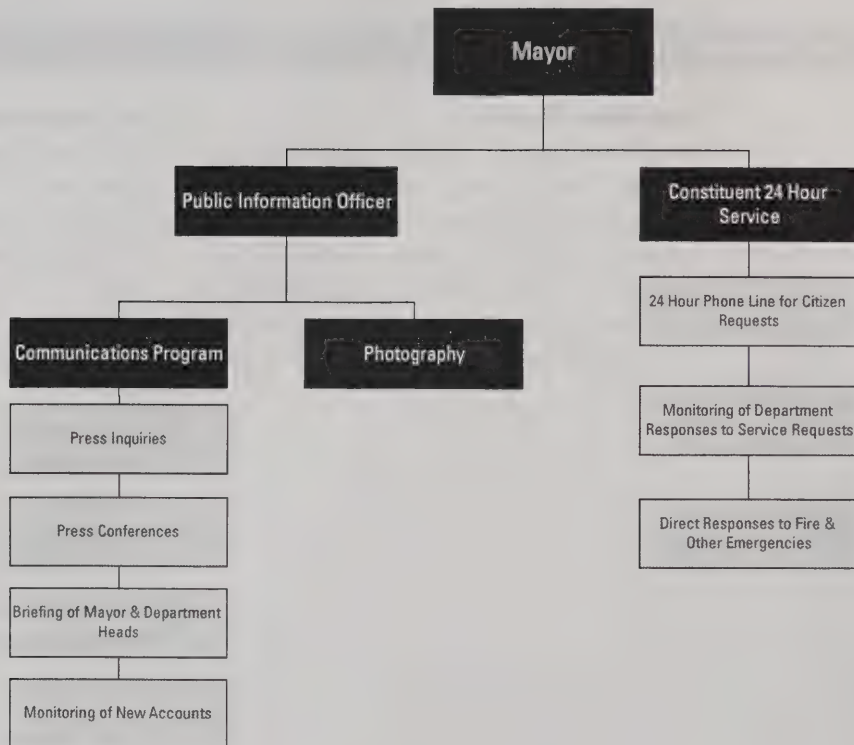 Mayor
Public Information Officer
Constituent 24 Hour
Service
Communications Program
Photography
24 Hour Phone Line for Citizen
Requests
Press Inquiries
Monitoring of Department
Responses to Service Requests
Press Conferences
Direct Responses to Fire &
Other Emergencies
Briefing of Mayor & Department
Heads
Monitoring of New Accounts